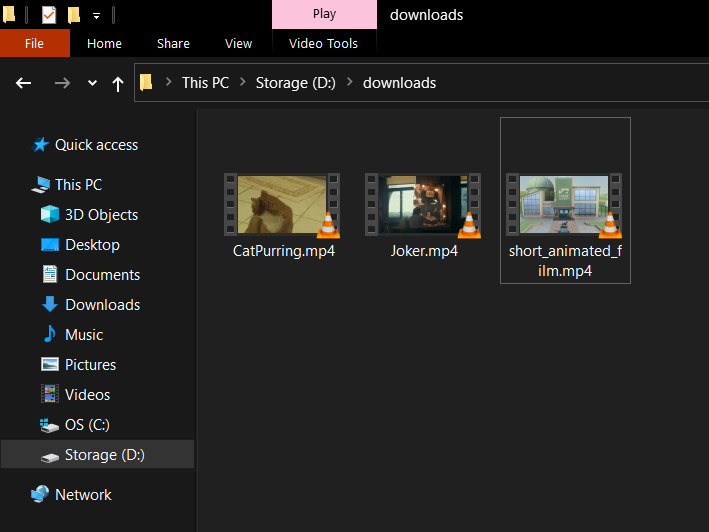 Play
downloads
File
Home
Share
View
Video Tools
This PC
Storage (D:)
downloads
Quick access
This PC
3D Objects
Desktop
Documents
Downloads
Music
Pictures
Videos
OS (C:)
Storage (D:)
Network
CatPurring.mp4
Joker.mp4
short_animated_f
ilm.mp4